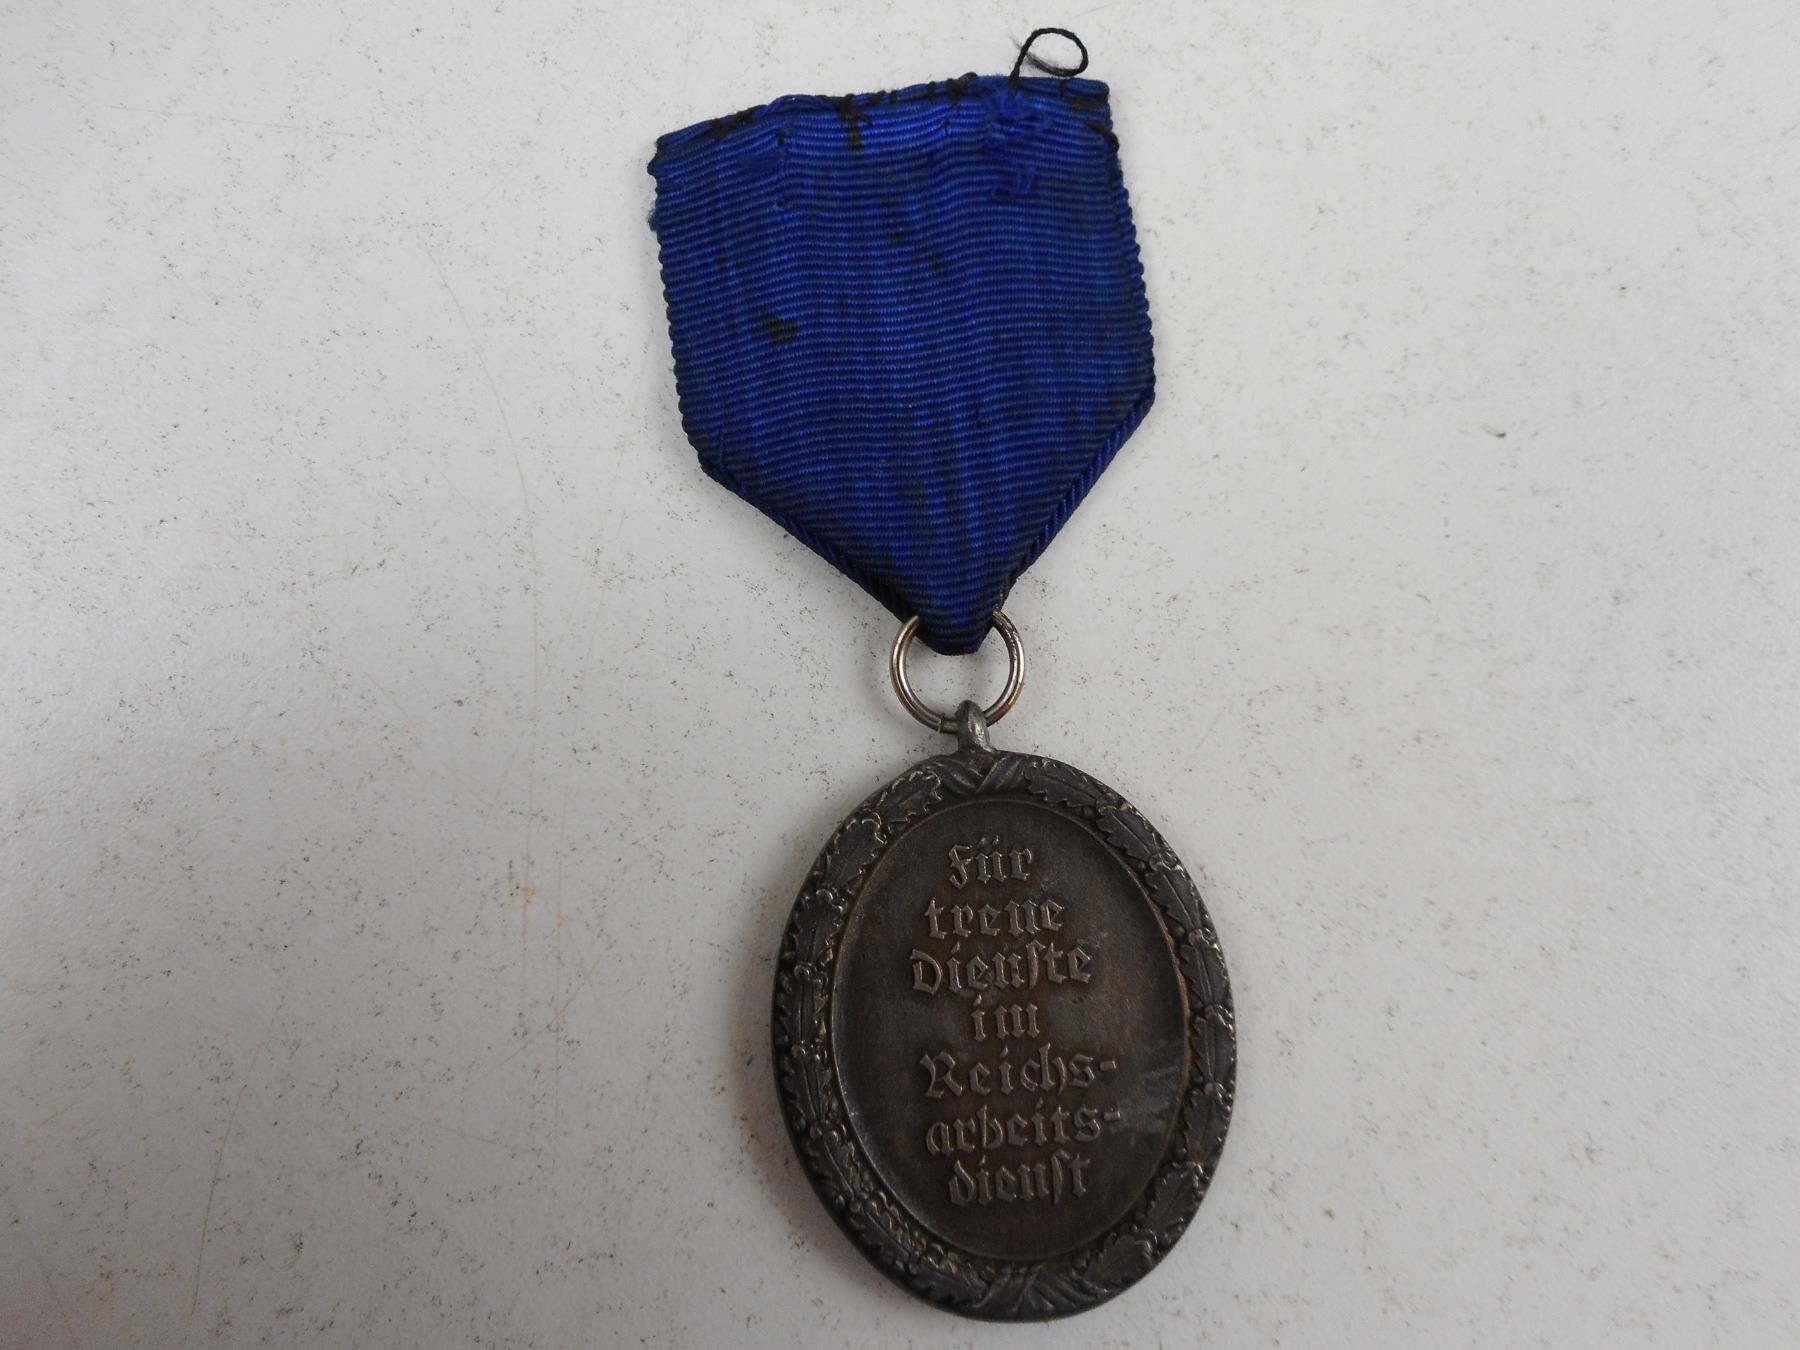 Für
treue
Dienste
im
Reichs-
arbeits-
dienst